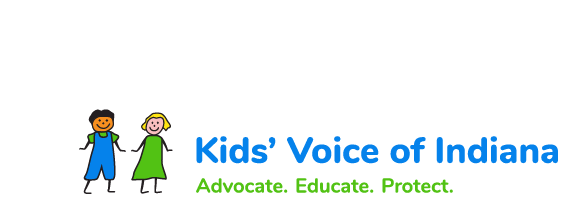 Kids’ Voice of Indiana
Advocate. Educate. Protect.